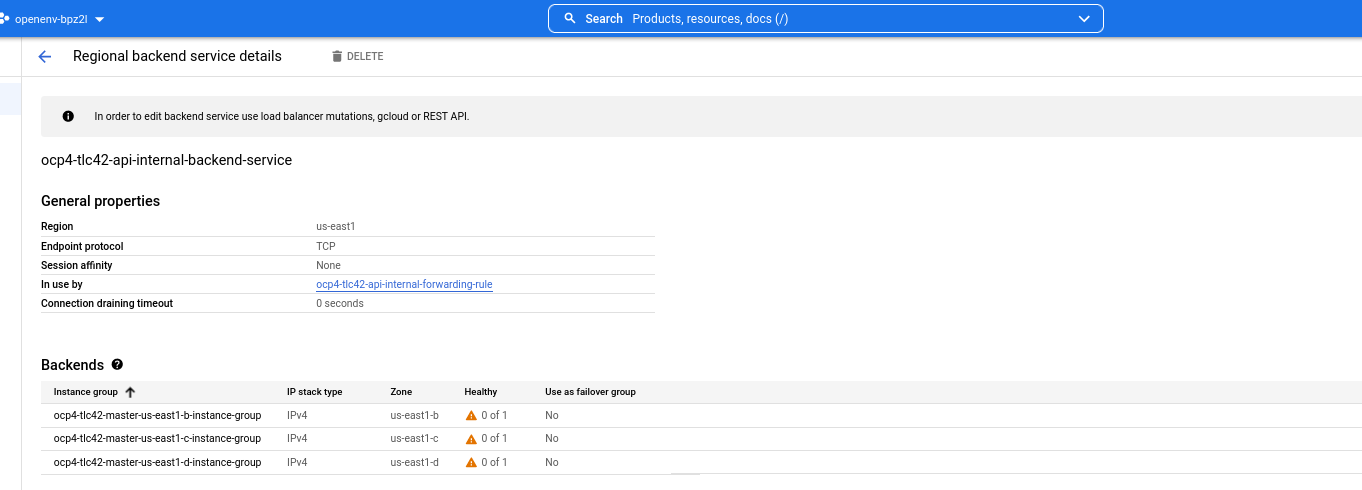 openenv-bpz2l
Search Products, resources, docs (/)
Regional backend service details
DELETE
In order to edit backend service use load balancer mutations, gcloud or REST API.
ocp4-tlc42-api-internal-backend-service
General properties
Region us-east1
Endpoint protocol TCP
Session affinity None
In use by ocp4-tlc42-api-internal-forwarding-rule
Connection draining timeout 0 seconds
Backends ?
Instance group IP stack type Zone Healthy Use as failover group
ocp4-tlc42-master-us-east1-b-instance-group IPv4 us-east1-b 0 of 1 No
ocp4-tlc42-master-us-east1-c-instance-group IPv4 us-east1-c 0 of 1 No
ocp4-tlc42-master-us-east1-d-instance-group IPv4 us-east1-d 0 of 1 No